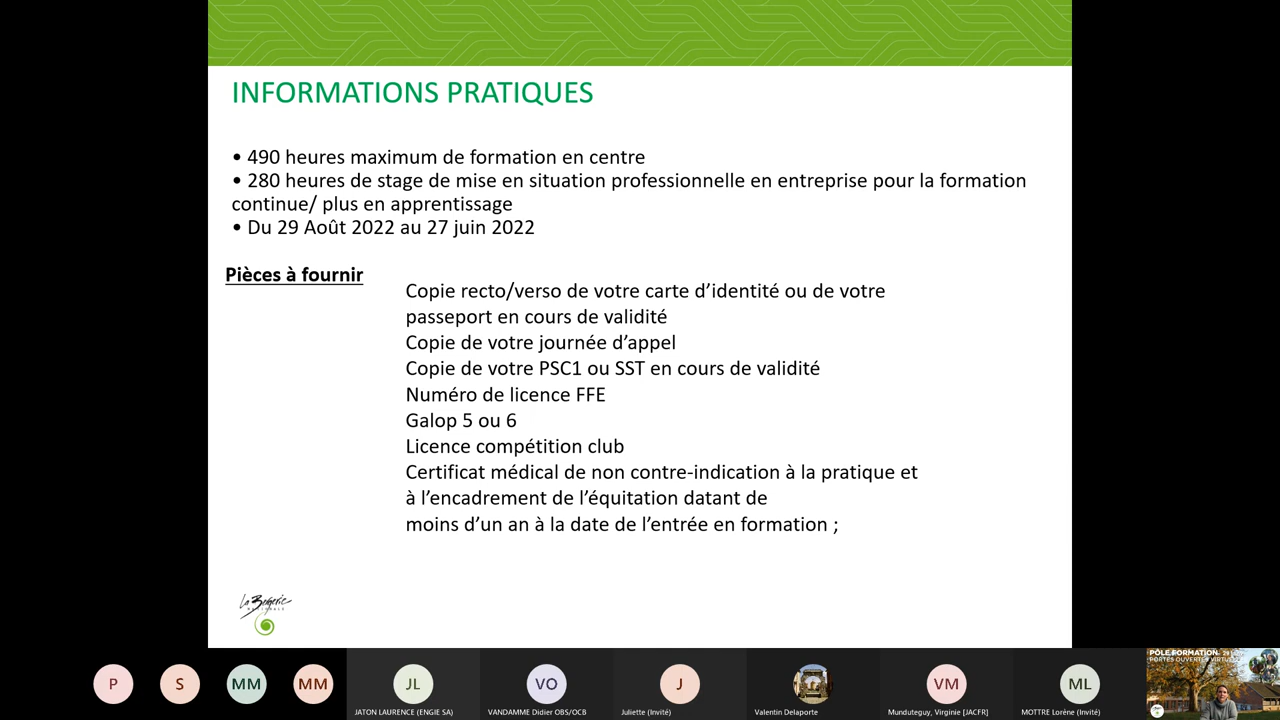 INFORMATIONS PRATIQUES
• 490 heures maximum de formation en centre
• 280 heures de stage de mise en situation professionnelle en entreprise pour la formation
continue/ plus en apprentissage
• Du 29 Août 2022 au 27 juin 2022
Pièces à fournir
Copie recto/verso de votre carte d’identité ou de votre
passeport en cours de validité
Copie de votre journée d’appel
Copie de votre PSC1 ou SST en cours de validité
Numéro de licence FFE
Galop 5 ou 6
Licence compétition club
Certificat médical de non contre-indication à la pratique et
à l’encadrement de l’équitation datant de
moins d’un an à la date de l’entrée en formation ;
La Bergerie
NATIONALE
P
S
MM
MM
JL
VO
J
VM
ML
JATON LAURENCE (ENGIE SA)
VANDAMME Didier OBS/OCB
Juliette (Invité)
Valentin Delaporte
Munduteguy, Virginie [JACFR]
MOTTRE Lorène (Invité)
PÔLE FORMATION
PORTES OUVERTES VIRTUELLES